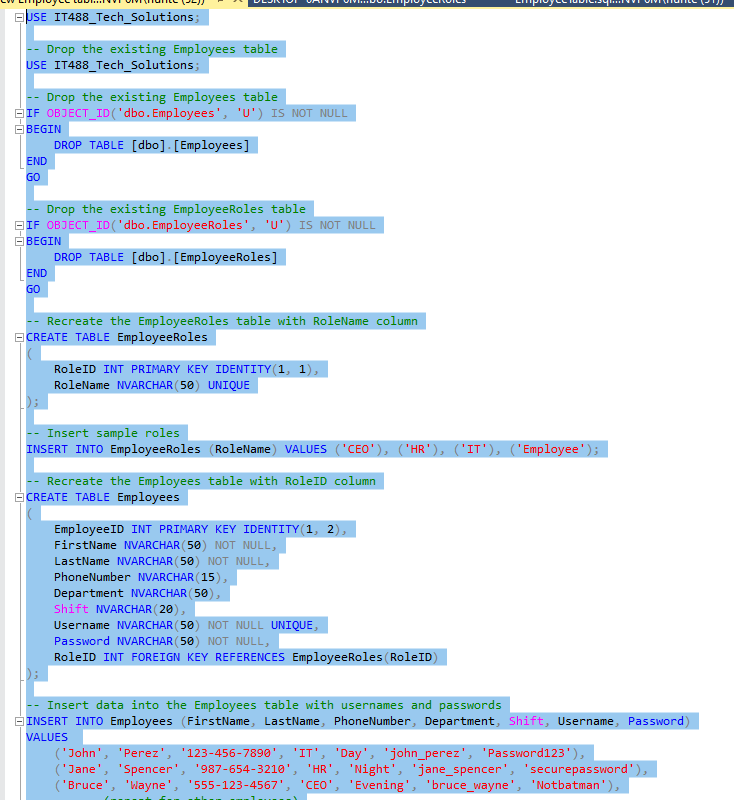 USE IT488_Tech_Solutions;
-- Drop the existing Employees table
USE IT488_Tech_Solutions;
-- Drop the existing Employees table
IF OBJECT_ID('dbo.Employees', 'U') IS NOT NULL
BEGIN
DROP TABLE [dbo].[Employees]
END
GO
-- Drop the existing EmployeeRoles table
IF OBJECT_ID('dbo.EmployeeRoles', 'U') IS NOT NULL
BEGIN
DROP TABLE [dbo].[EmployeeRoles]
END
GO
-- Recreate the EmployeeRoles table with RoleName column
CREATE TABLE EmployeeRoles
(
RoleID INT PRIMARY KEY IDENTITY(1, 1),
RoleName NVARCHAR(50) UNIQUE
);
-- Insert sample roles
INSERT INTO EmployeeRoles (RoleName) VALUES ('CEO'), ('HR'), ('IT'), ('Employee');
-- Recreate the Employees table with RoleID column
CREATE TABLE Employees
(
EmployeeID INT PRIMARY KEY IDENTITY(1, 2),
FirstName NVARCHAR(50) NOT NULL,
LastName NVARCHAR(50) NOT NULL,
PhoneNumber NVARCHAR(15),
Department NVARCHAR(50),
Shift NVARCHAR(20),
Username NVARCHAR(50) NOT NULL UNIQUE,
Password NVARCHAR(50) NOT NULL,
RoleID INT FOREIGN KEY REFERENCES EmployeeRoles(RoleID)
);
-- Insert data into the Employees table with usernames and passwords
INSERT INTO Employees (FirstName, LastName, PhoneNumber, Department, Shift, Username, Password)
VALUES
('John', 'Perez', '123-456-7890', 'IT', 'Day', 'john_perez', 'Password123'),
('Jane', 'Spencer', '987-654-3210', 'HR', 'Night', 'jane_spencer', 'securepassword'),
('Bruce', 'Wayne', '555-123-4567', 'CEO', 'Evening', 'bruce_wayne', 'Notbatman'),